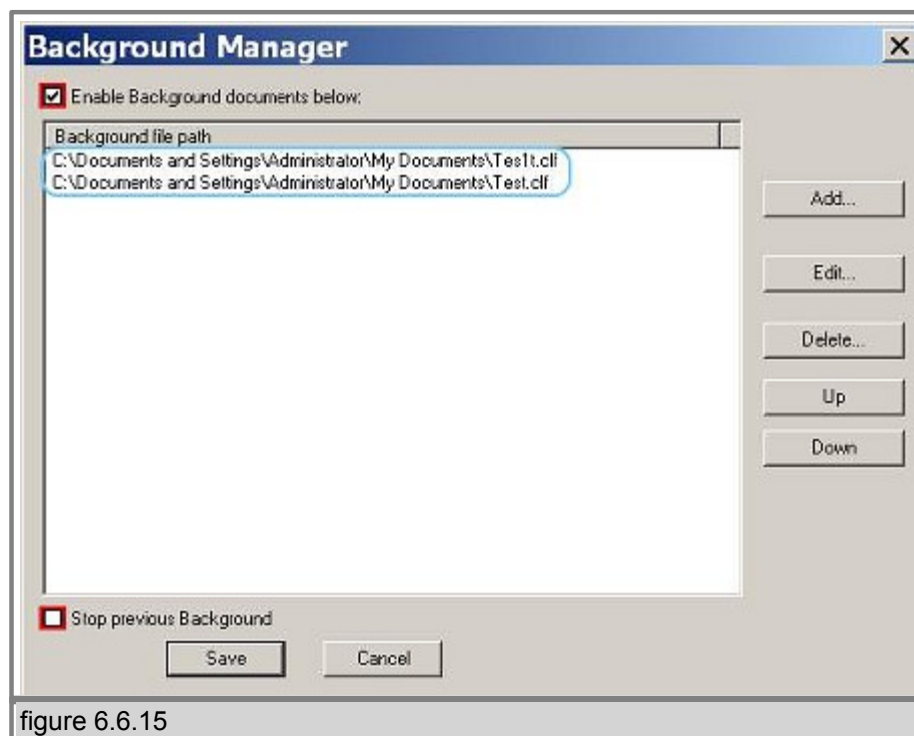 Background Manager
Enable Background documents below:
Background file path
C:\Documents and Settings\Administrator\My Documents\Tes1t.clf
C:\Documents and Settings\Administrator\My Documents\Test.clf
Add...
Edit...
Delete...
Up
Down
Stop previous Background
Save Cancel
figure 6.6.15